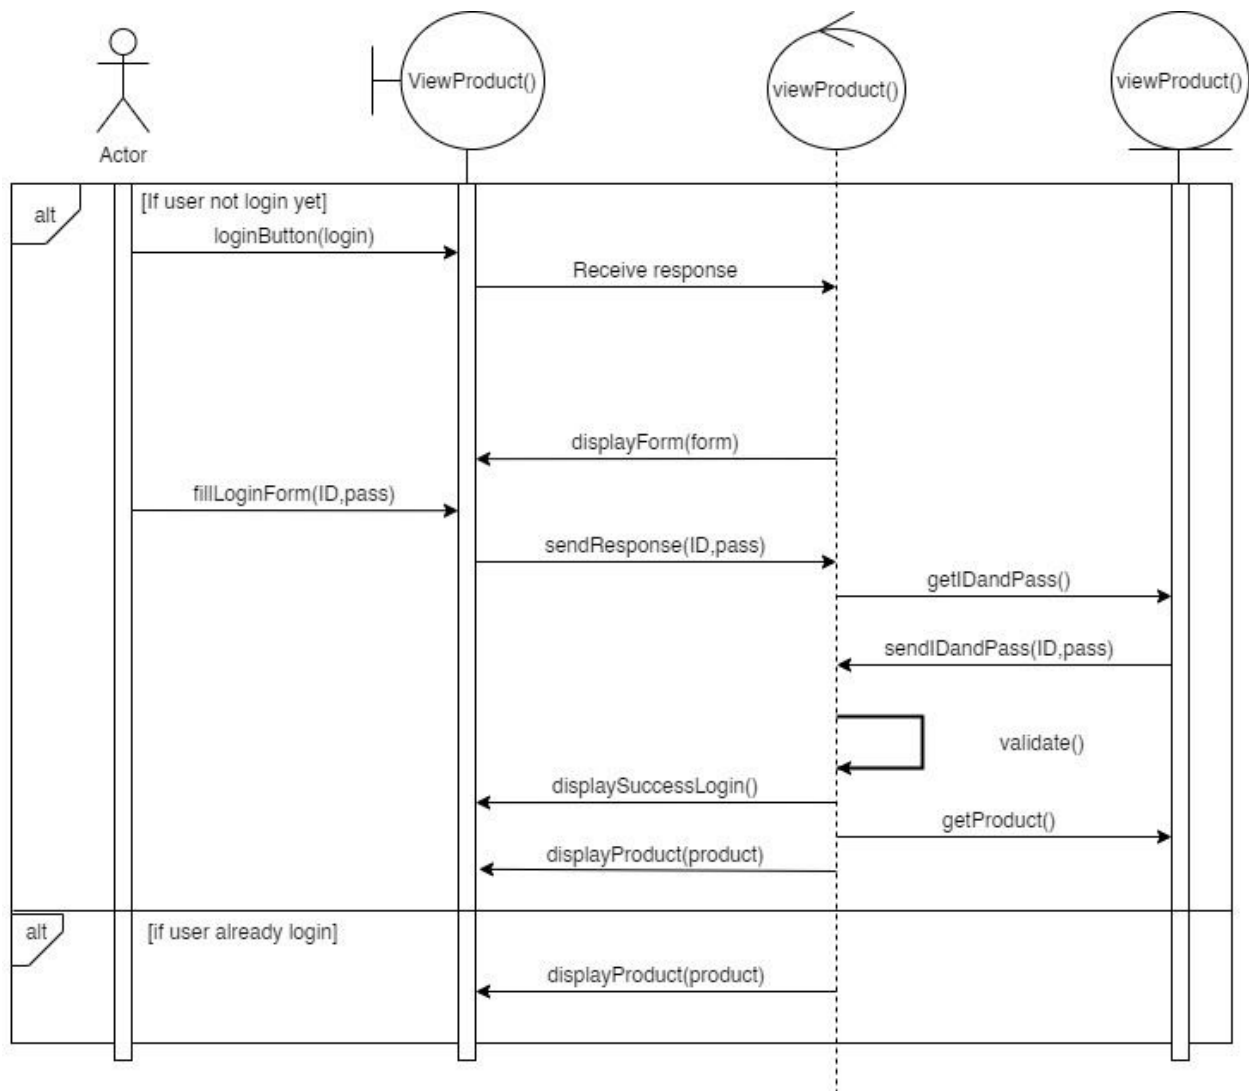 ViewProduct()
viewProduct()
viewProduct()
Actor
alt
[If user not login yet]
loginButton(login)
Receive response
displayForm(form)
fillLoginForm(ID,pass)
sendResponse(ID,pass)
getIDandPass()
sendIDandPass(ID,pass)
validate()
displaySuccessLogin()
getProduct()
displayProduct(product)
alt
[if user already login]
displayProduct(product)